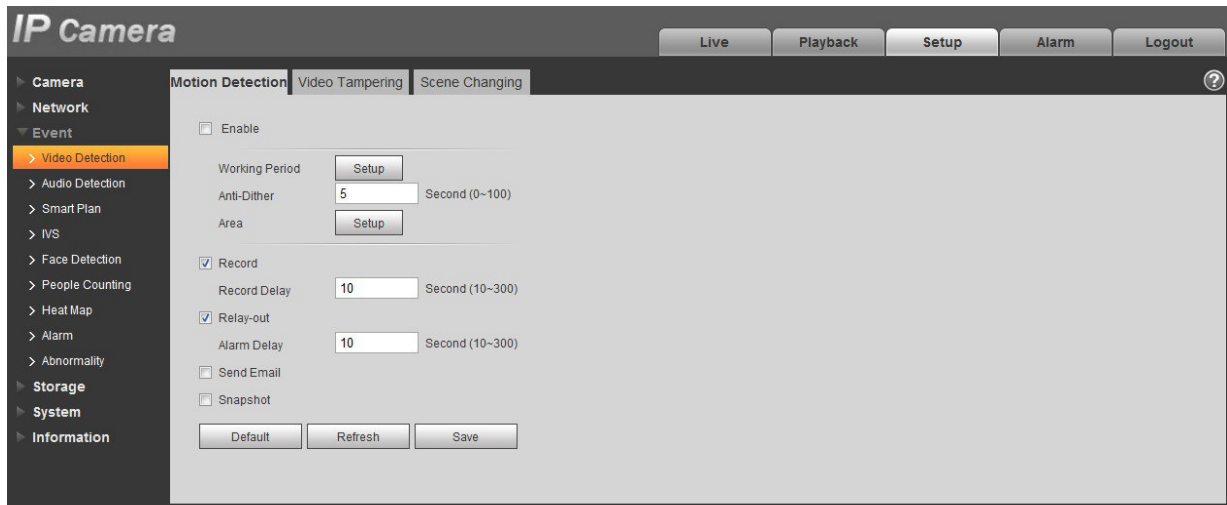 IP Camera
Live Playback Setup Alarm Logout
Camera
Network
Event
Video Detection
Audio Detection
Smart Plan
IVS
Face Detection
People Counting
Heat Map
Alarm
Abnormality
Storage
System
Information
Motion Detection Video Tampering Scene Changing
?
Enable
Working Period Setup
Anti-Dither 5 Second (0~100)
Area Setup
Record
Record Delay 10 Second (10~300)
Relay-out
Alarm Delay 10 Second (10~300)
Send Email
Snapshot
Default Refresh Save